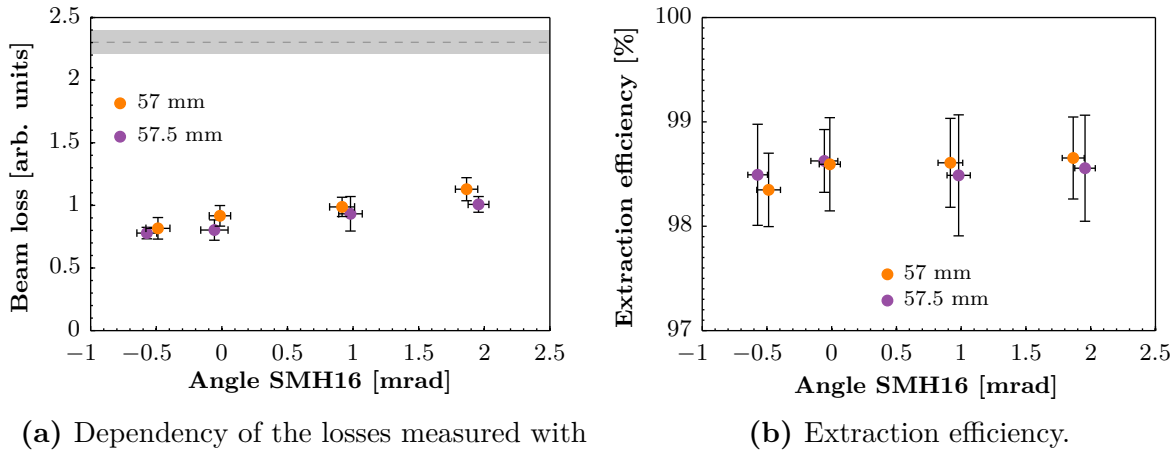 2.5
2
1.5
1
0.5
0
Beam loss [arb. units]
57 mm
57.5 mm
−1 −0.5 0 0.5 1 1.5 2 2.5
Angle SMH16 [mrad]
(a) Dependency of the losses measured with
100
99
98
97
Extraction efficiency [%]
57 mm
57.5 mm
−1 −0.5 0 0.5 1 1.5 2 2.5
Angle SMH16 [mrad]
(b) Extraction efficiency.